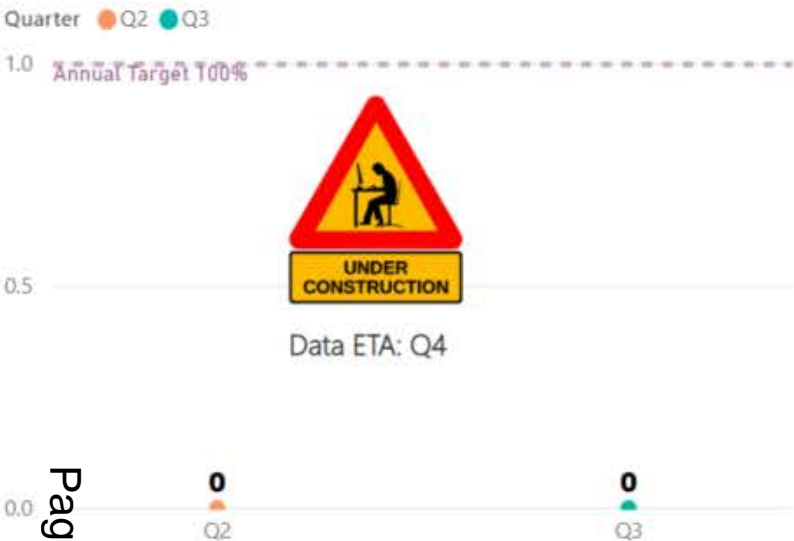 Quarter Q2 Q3
1.0
Annual Target 100%
UNDER
CONSTRUCTION
0.5
Data ETA: Q4
0 0
0.0
Pag
Q2 Q3